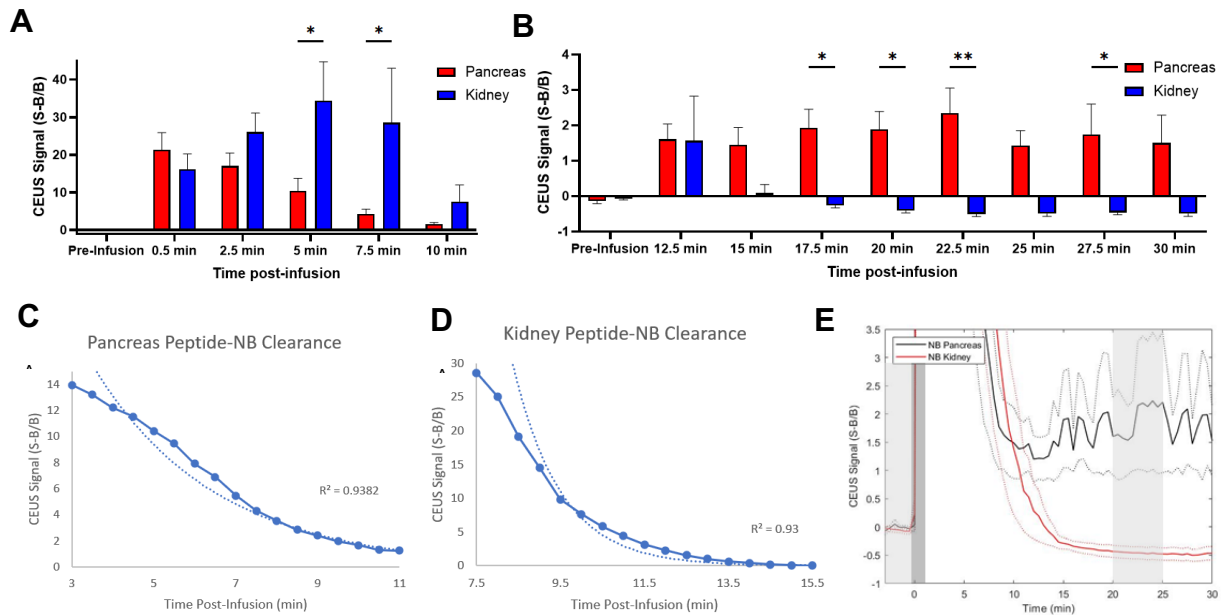 A
* *
Pancreas
Kidney
CEUS Signal (S-B/B)
40
30
20
10
0
Pre-Infusion 0.5 min 2.5 min 5 min 7.5 min 10 min
Time post-infusion
B
* * ** *
Pancreas
Kidney
CEUS Signal (S-B/B)
4
3
2
1
0
-1
Pre-Infusion 12.5 min 15 min 17.5 min 20 min 22.5 min 25 min 27.5 min 30 min
Time post-infusion
C
Pancreas Peptide-NB Clearance
CEUS Signal (S-B/B)
14
12
10
8
6
4
2
0
R² = 0.9382
3 5 7 9 11
Time Post-Infusion (min)
D
Kidney Peptide-NB Clearance
CEUS Signal (S-B/B)
30
25
20
15
10
5
0
R² = 0.93
7.5 9.5 11.5 13.5 15.5
Time Post-Infusion (min)
E
NB Pancreas
NB Kidney
CEUS Signal (S-B/B)
3.5
3
2.5
2
1.5
1
0.5
0
-0.5
-1
0 5 10 15 20 25 30
Time (min)